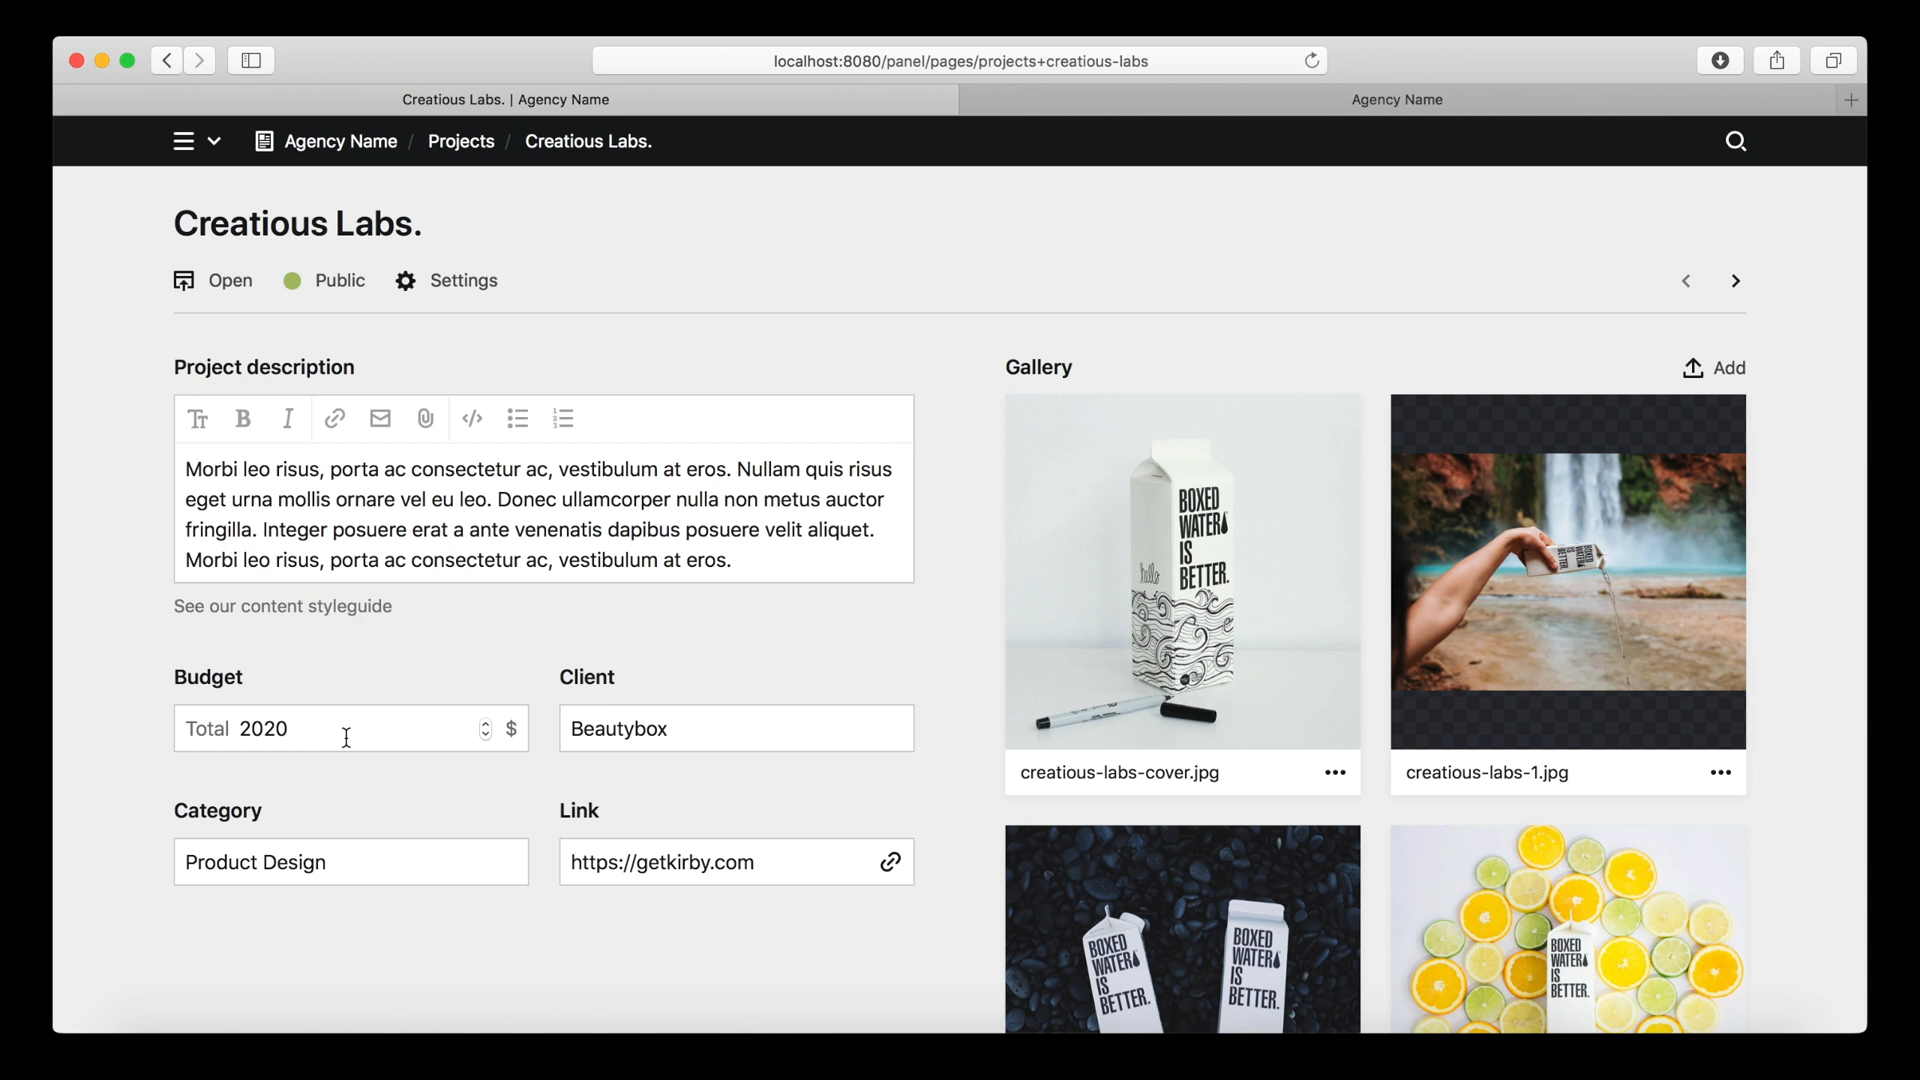 localhost:8080/panel/pages/projects+creatious-labs
Creatious Labs. | Agency Name
Agency Name
Agency Name / Projects / Creatious Labs.
Creatious Labs.
Open
Public
Settings
Project description
Morbi leo risus, porta ac consectetur ac, vestibulum at eros. Nullam quis risus
eget urna mollis ornare vel eu leo. Donec ullamcorper nulla non metus auctor
fringilla. Integer posuere erat a ante venenatis dapibus posuere velit aliquet.
Morbi leo risus, porta ac consectetur ac, vestibulum at eros.
See our content styleguide
Budget
Total 2020 $
Client
Beautybox
Category
Product Design
Link
https://getkirby.com
Gallery
Add
BOXED
WATER
IS
BETTER.
hello
creatious-labs-cover.jpg
BOXED
WATER
IS
BETTER.
creatious-labs-1.jpg
BOXED
WATER
IS
BETTER.
BOXED
WATER
IS
BETTER.
BOXED
WATER
IS
BETTER.